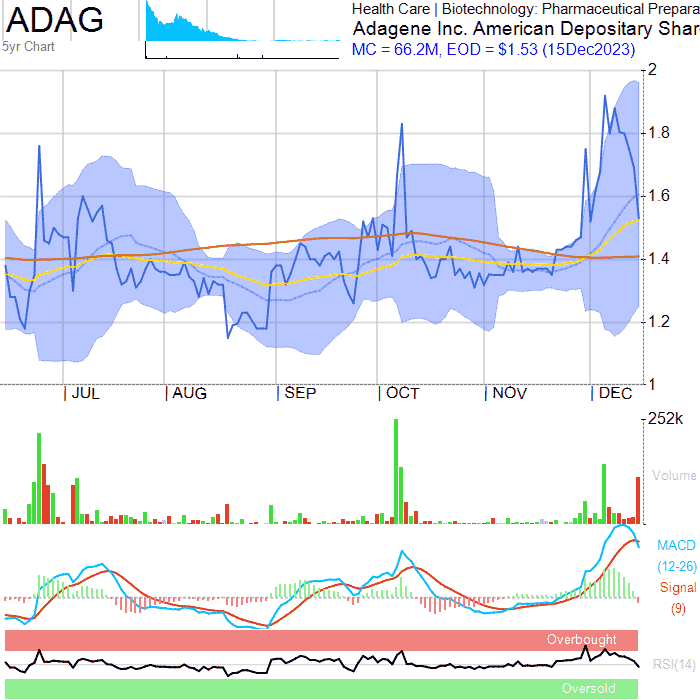 ADAG
5yr Chart
Health Care | Biotechnology: Pharmaceutical Prepara
Adagene Inc. American Depositary Shar
MC = 66.2M, EOD = $1.53 (15Dec2023)
2
1.8
1.6
1.4
1.2
1
JUL AUG SEP OCT NOV DEC
252k
Volume
MACD
(12-26)
Signal
(9)
Overbought
RSI(14)
Oversold